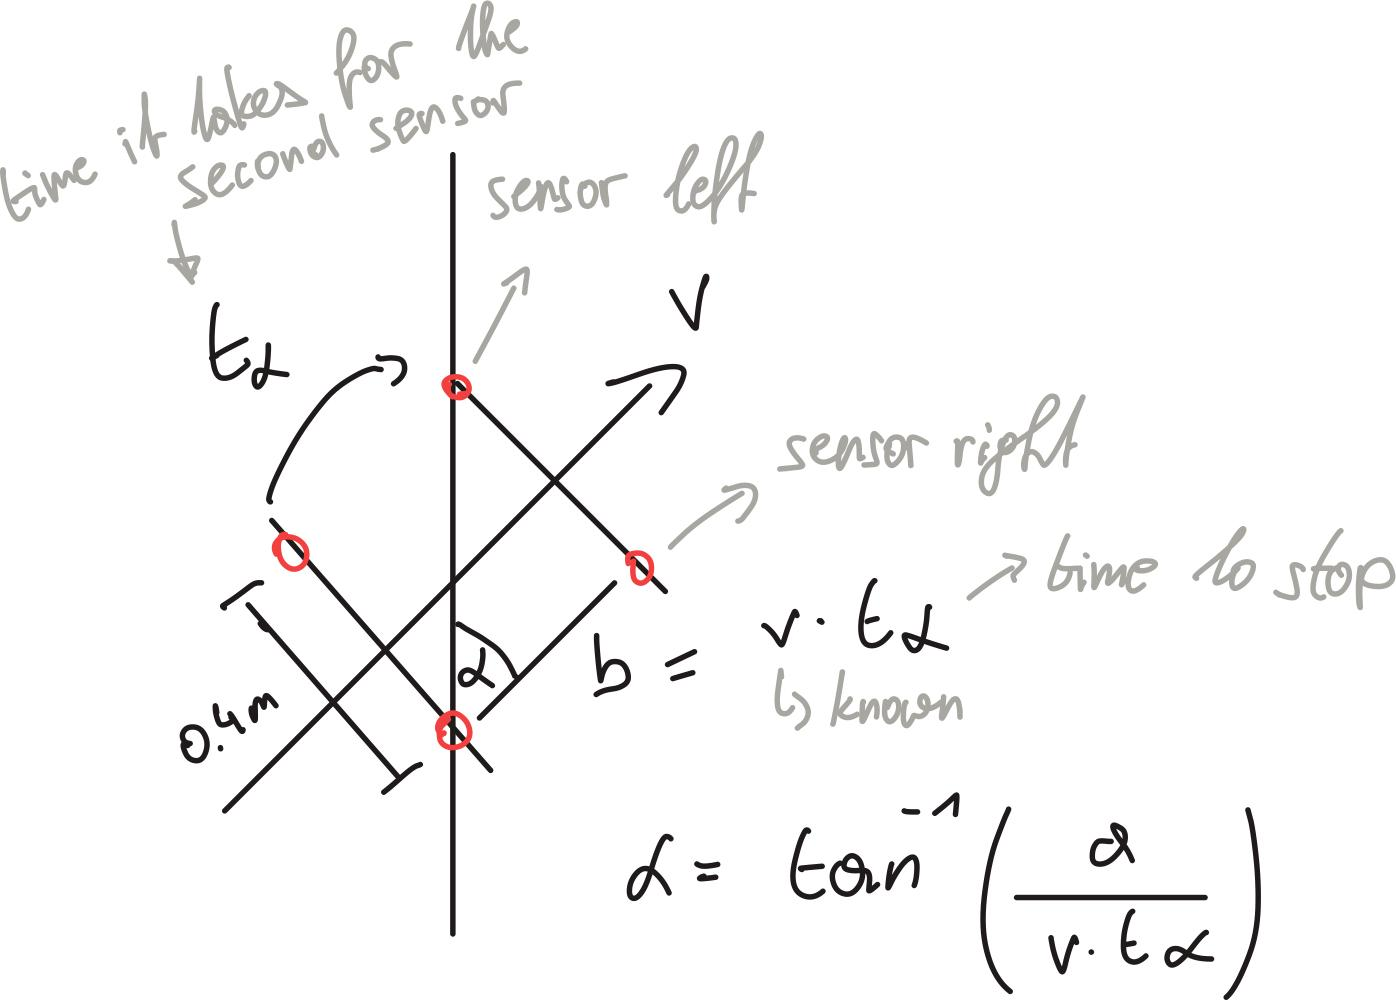 time it takes for the
second sensor
sensor left
tα
v
sensor right
time to stop
b = v · tα
known
α
0.4m
α = tan⁻¹ (a / v · tα)